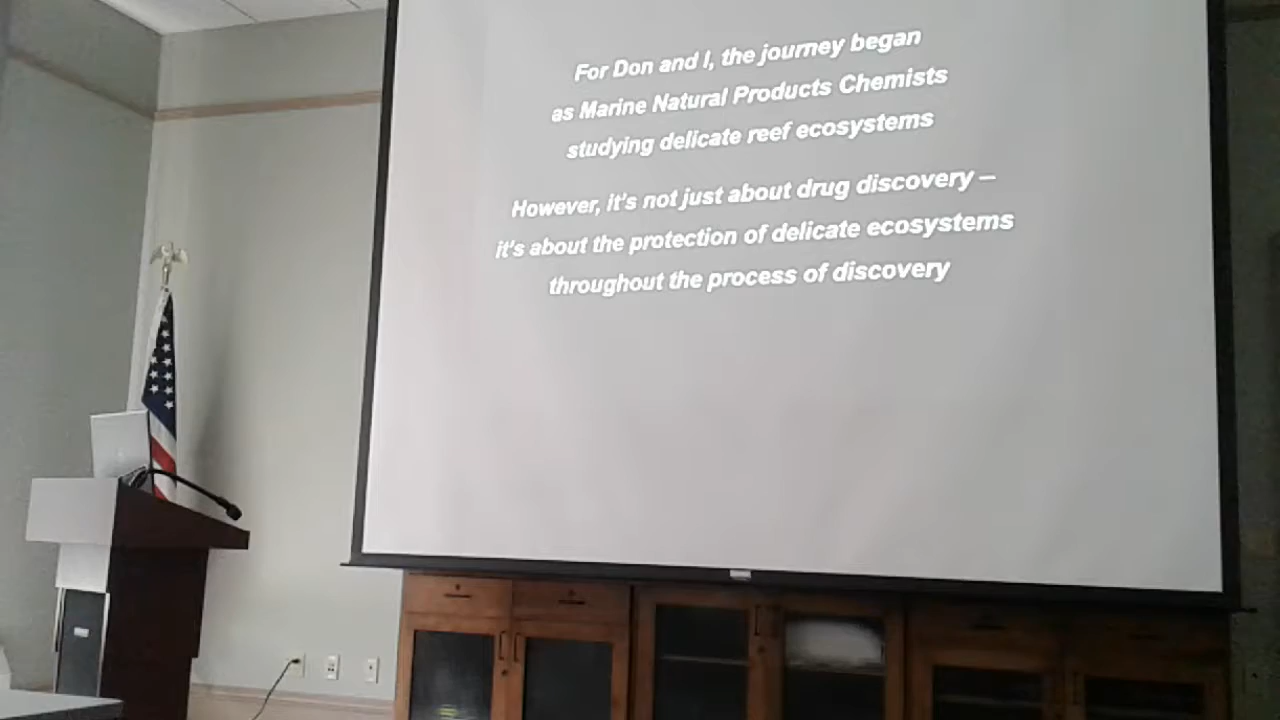 For Don and I, the journey began
as Marine Natural Products Chemists
studying delicate reef ecosystems
However, it's not just about drug discovery –
it's about the protection of delicate ecosystems
throughout the process of discovery